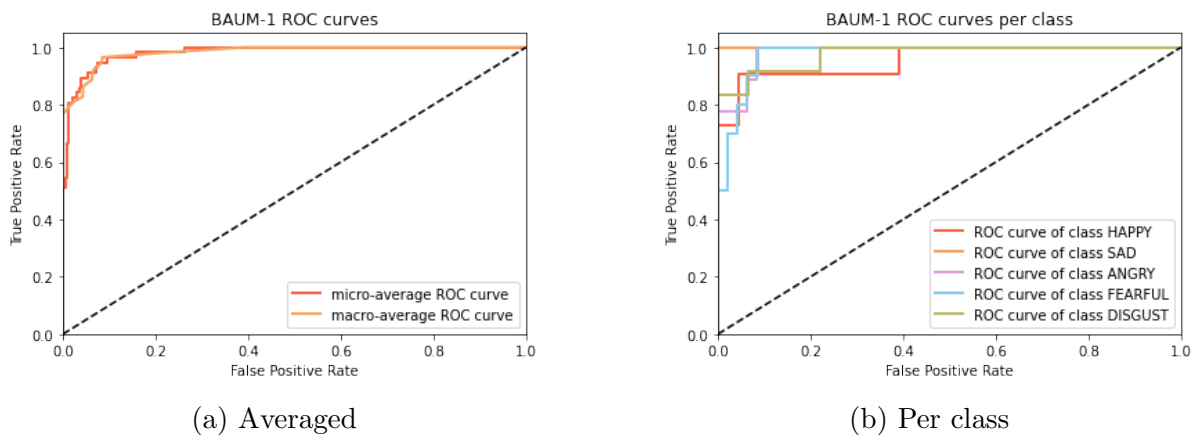 BAUM-1 ROC curves
1.0
0.8
0.6
0.4
0.2
0.0
True Positive Rate
0.0 0.2 0.4 0.6 0.8 1.0
False Positive Rate
micro-average ROC curve
macro-average ROC curve
(a) Averaged
BAUM-1 ROC curves per class
1.0
0.8
0.6
0.4
0.2
0.0
True Positive Rate
0.0 0.2 0.4 0.6 0.8 1.0
False Positive Rate
ROC curve of class HAPPY
ROC curve of class SAD
ROC curve of class ANGRY
ROC curve of class FEARFUL
ROC curve of class DISGUST
(b) Per class